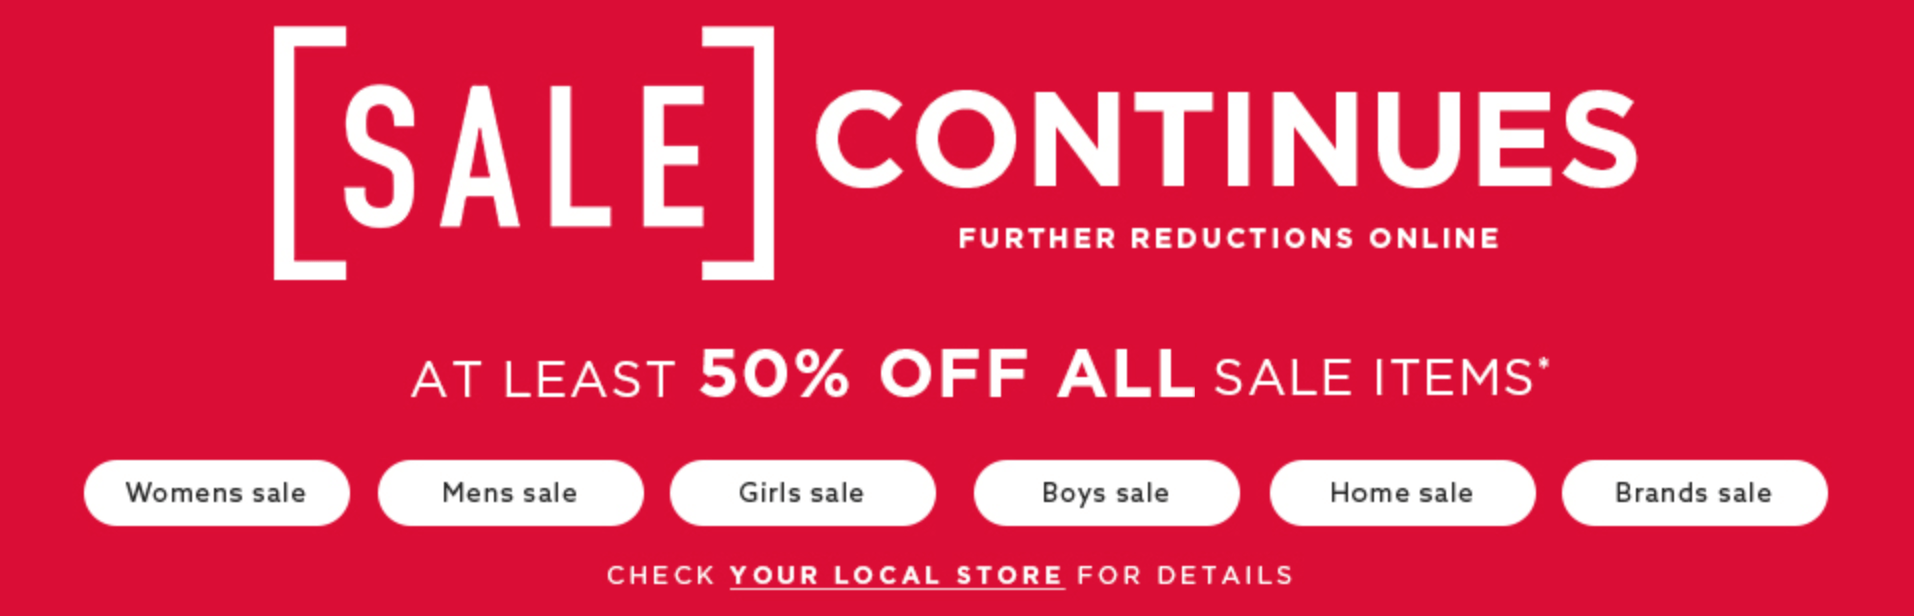 [SALE] CONTINUES
FURTHER REDUCTIONS ONLINE
AT LEAST 50% OFF ALL SALE ITEMS*
Womens sale
Mens sale
Girls sale
Boys sale
Home sale
Brands sale
CHECK YOUR LOCAL STORE FOR DETAILS